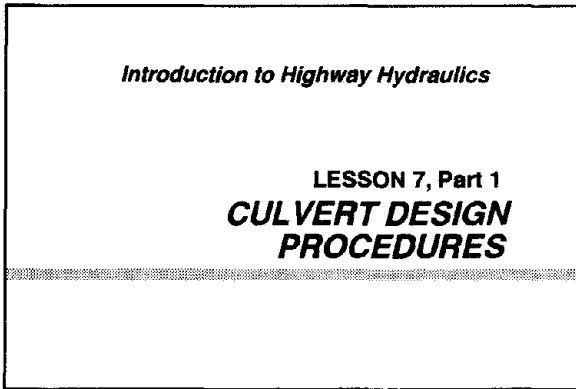 Introduction to Highway Hydraulics
LESSON 7, Part 1
CULVERT DESIGN
PROCEDURES